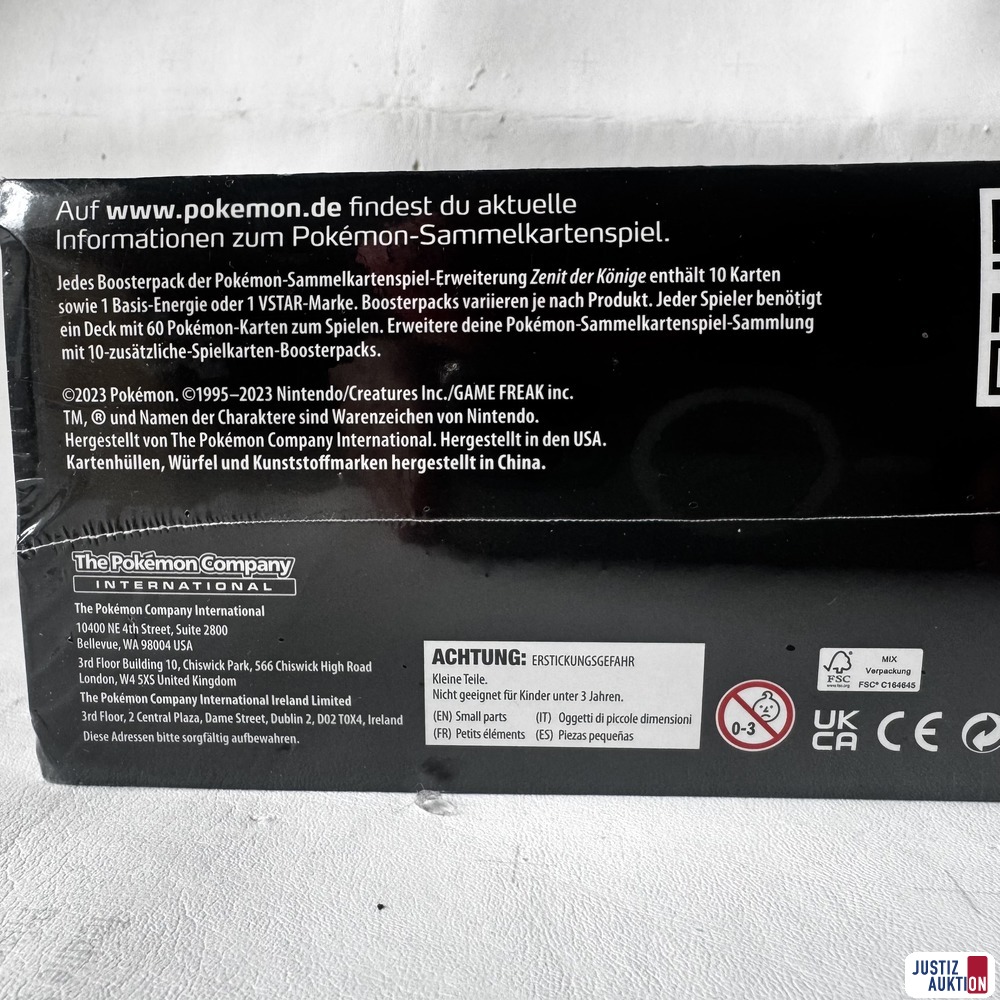 Auf www.pokemon.de findest du aktuelle
Informationen zum Pokémon-Sammelkartenspiel.
Jedes Boosterpack der Pokémon-Sammelkartenspiel-Erweiterung Zenit der Könige enthält 10 Karten
sowie 1 Basis-Energie oder 1 VSTAR-Marke. Boosterpacks variieren je nach Produkt. Jeder Spieler benötigt
ein Deck mit 60 Pokémon-Karten zum Spielen. Erweitere deine Pokémon-Sammelkartenspiel-Sammlung
mit 10-zusätzliche-Spielkarten-Boosterpacks.
©2023 Pokémon. ©1995–2023 Nintendo/Creatures Inc./GAME FREAK inc.
TM, ® und Namen der Charaktere sind Warenzeichen von Nintendo.
Hergestellt von The Pokémon Company International. Hergestellt in den USA.
Kartenhüllen, Würfel und Kunststoffmarken hergestellt in China.
The Pokémon Company
INTERNATIONAL
The Pokémon Company International
10400 NE 4th Street, Suite 2800
Bellevue, WA 98004 USA
3rd Floor Building 10, Chiswick Park, 566 Chiswick High Road
London, W4 5XS United Kingdom
The Pokémon Company International Ireland Limited
3rd Floor, 2 Central Plaza, Dame Street, Dublin 2, D02 T0X4, Ireland
Diese Adressen bitte sorgfältig aufbewahren.
ACHTUNG: ERSTICKUNGSGEFAHR
Kleine Teile.
Nicht geeignet für Kinder unter 3 Jahren.
(EN) Small parts (IT) Oggetti di piccole dimensioni
(FR) Petits éléments (ES) Piezas pequeñas
0-3
FSC
www.fsc.org
MIX
Verpackung
FSC® C164645
UK
CA
CE
JUSTIZ
AUKTION